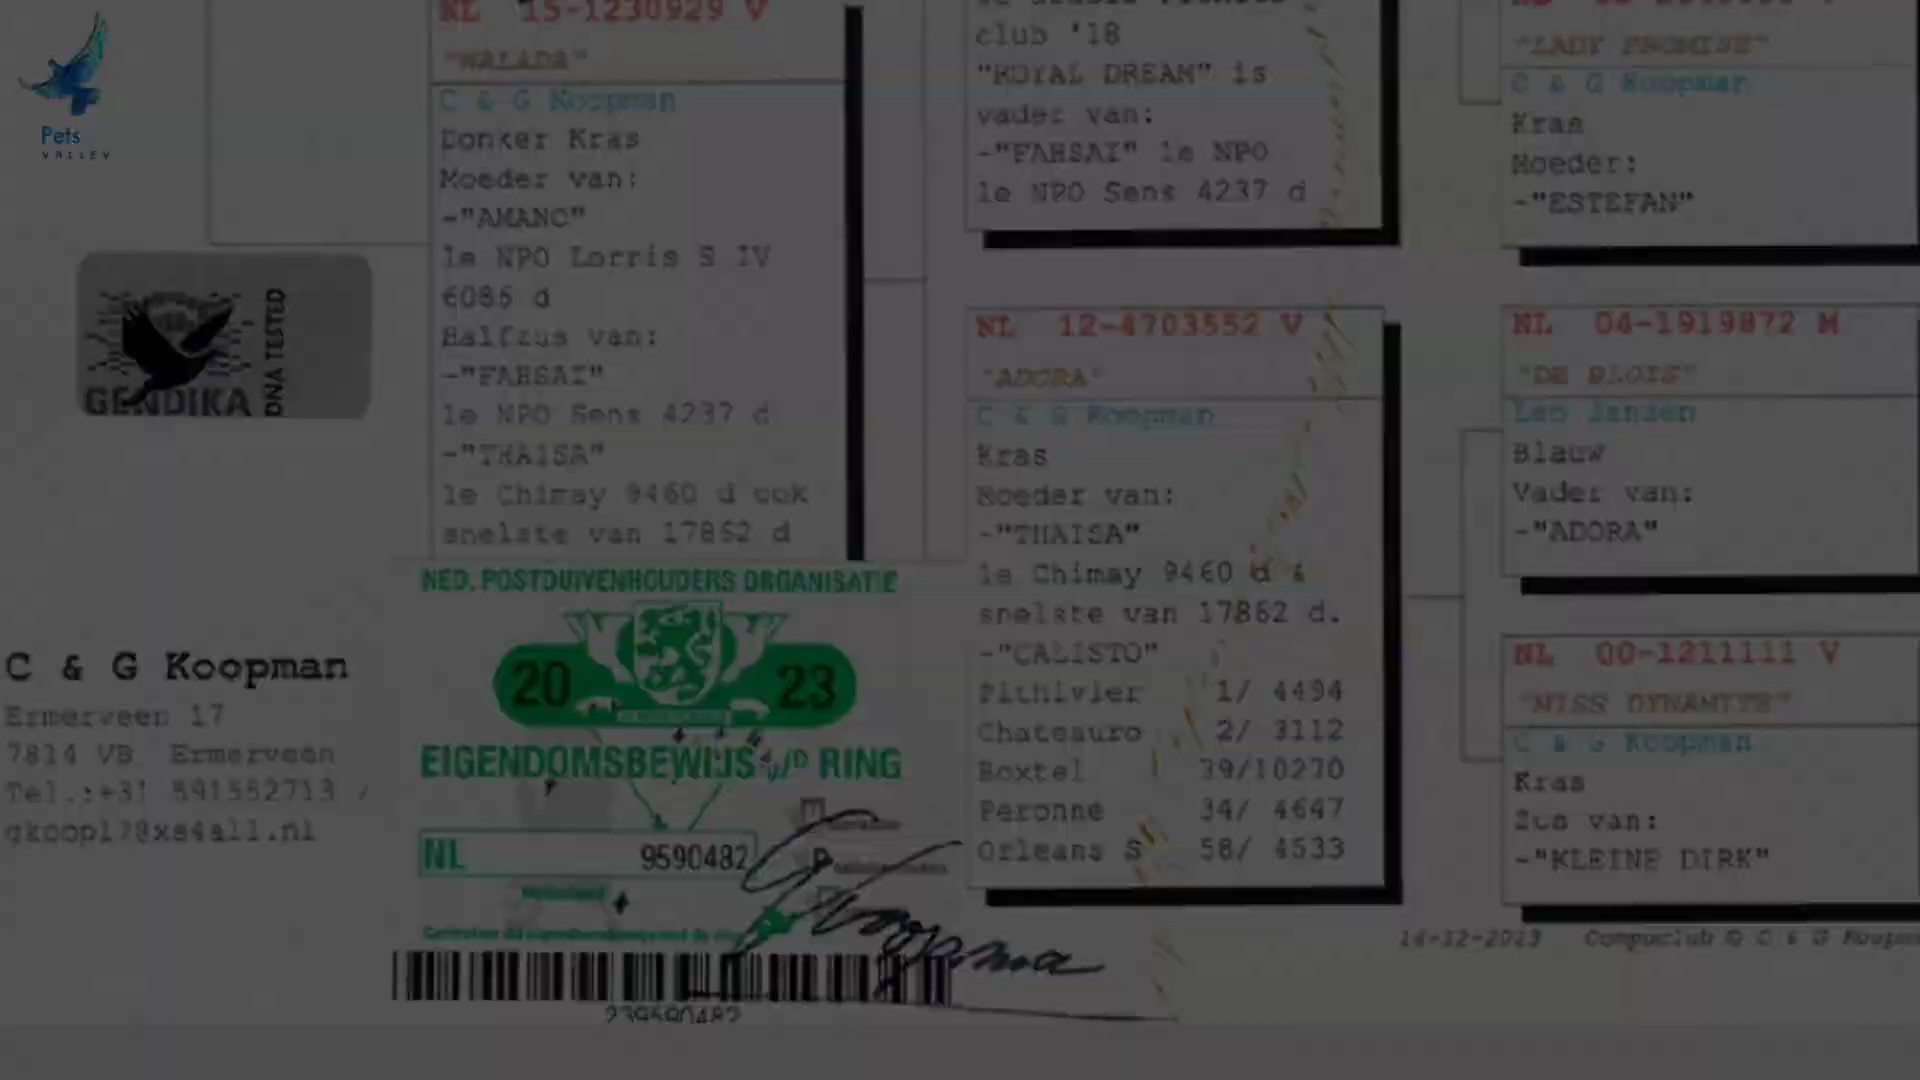 Pets
VALLEY
NL 15-1230929 V
"WALADA"
C & G Koopman
Donker Kras
Moeder van:
-"AMANC"
1e NPO Lorris S IV
6085 d
Halfzus van:
-"FARSAI"
1e NPO Sens 4237 d
-"THAISA"
1e Chimay 9460 d ook
snelste van 17862 d
GENDIKA
DNA TESTED
C & G Koopman
Ermerveen 17
7814 VB Ermerveen
Tel.:+31 591552713 /
gkoop17@xs4all.nl
NED. POSTDUIVENHOUDERS ORGANISATIE
20 23
EIGENDOMSBEWIJS v/D RING
NL 9590482
Nederland
Koopman
239590482
club '18
"ROYAL DREAM" is
vader van:
-"FARSAI" 1e NPO
1e NPO Sens 4237 d
NL 12-4703552 V
"ADORA"
C & G Koopman
Kras
Moeder van:
-"THAISA"
1e Chimay 9460 d &
snelste van 17862 d.
-"CALISTO"
Pithivier 1/ 4494
Chateauro 2/ 3112
Boxtel 39/10270
Peronne 34/ 4647
Orleans S 58/ 4533
"LADY PROMISE"
C & G Koopman
Kras
Moeder:
-"ESTEFAN"
NL 04-1919872 M
"DE BLOIS"
Leo Jansen
Blauw
Vader van:
-"ADORA"
NL 00-1211111 V
"MISS DYNAMITE"
C & G Koopman
Kras
Zus van:
-"KLEINE DIRK"
14-12-2023 Compuclub © C & G Koopm